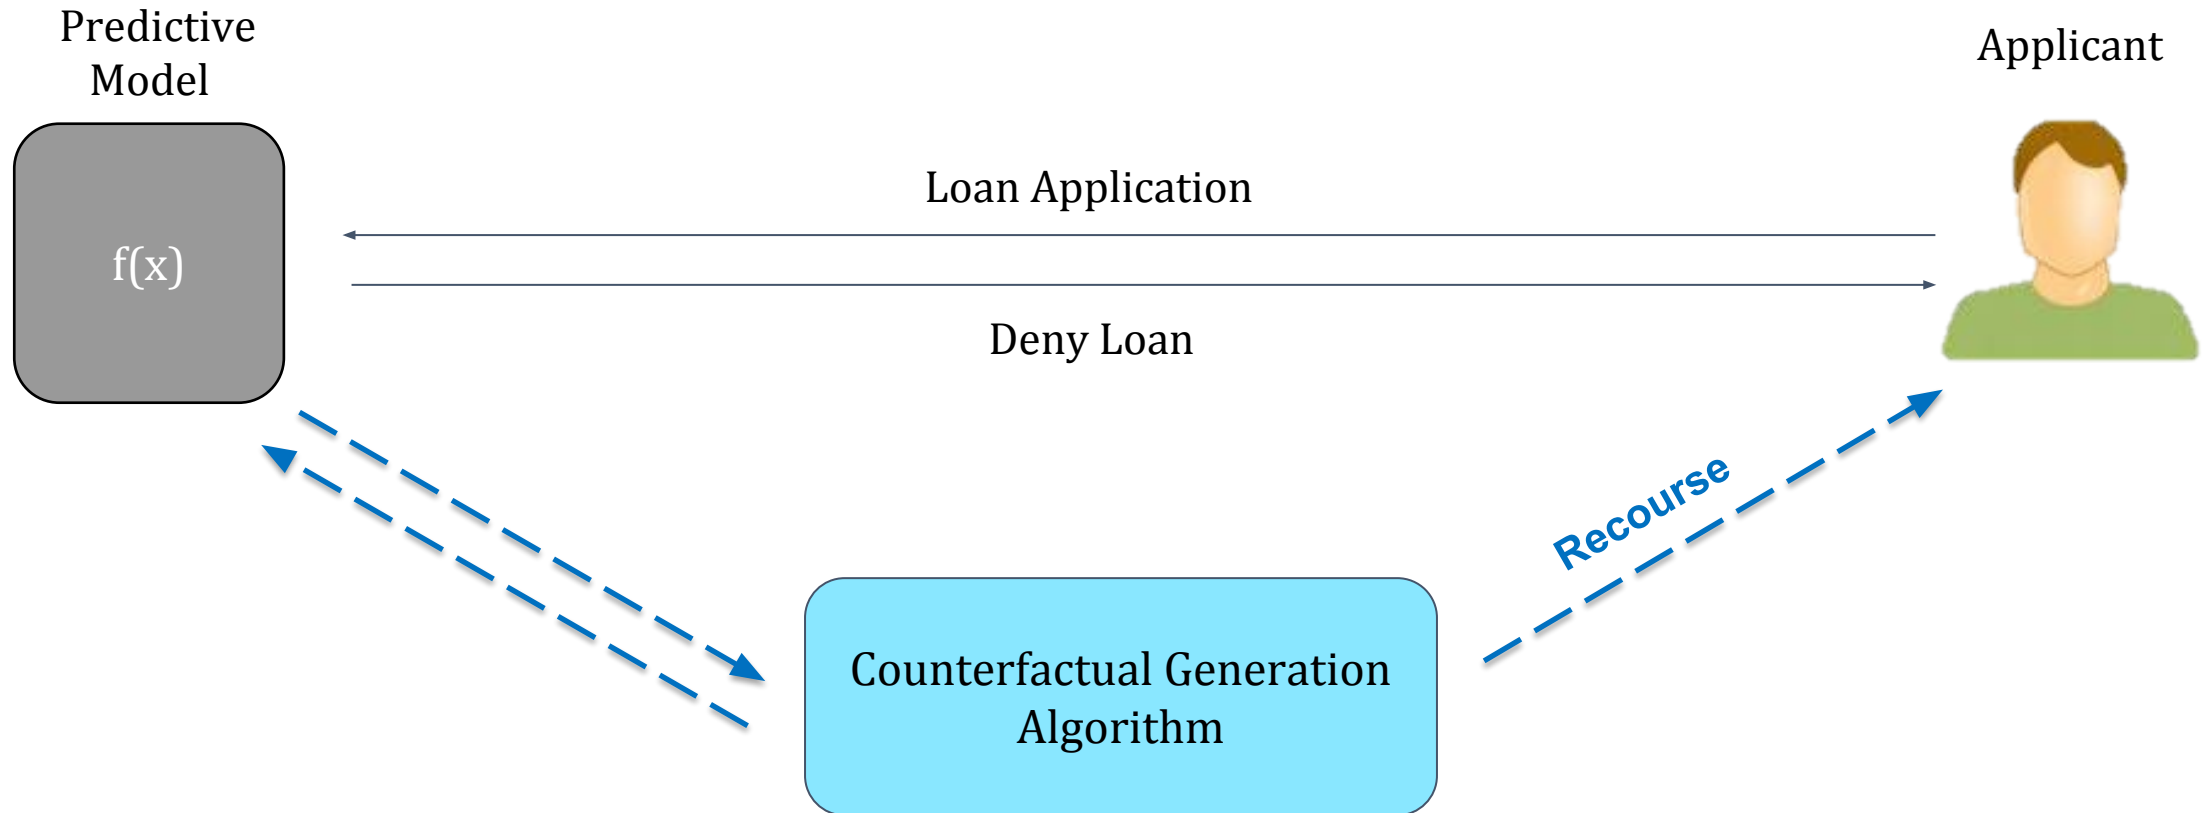 Predictive
Model
Applicant
Loan Application
f(x)
Deny Loan
Recourse
Counterfactual Generation
Algorithm